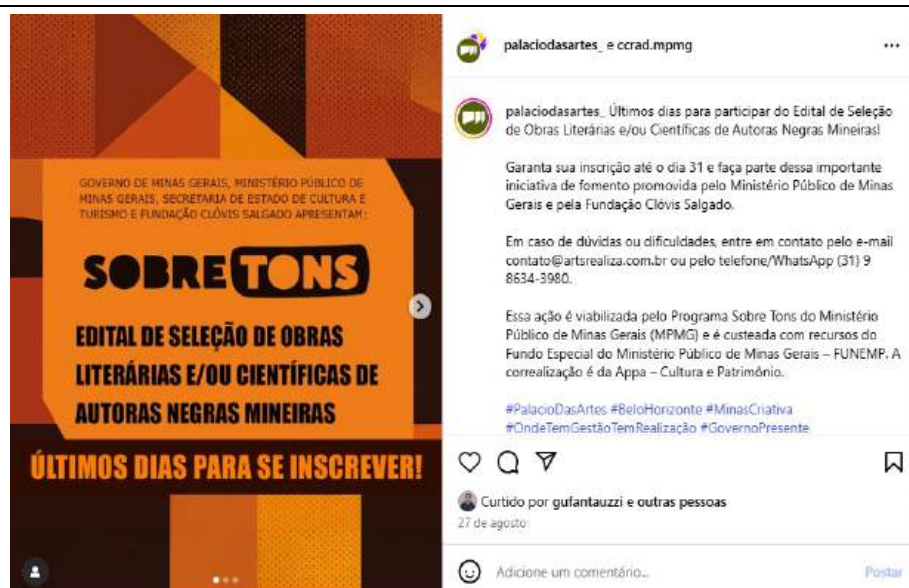 GOVERNO DE MINAS GERAIS, MINISTÉRIO PÚBLICO DE
MINAS GERAIS, SECRETARIA DE ESTADO DE CULTURA E
TURISMO E FUNDAÇÃO CLÓVIS SALGADO APRESENTAM:
SOBRE TONS
EDITAL DE SELEÇÃO DE OBRAS
LITERÁRIAS E/OU CIENTÍFICAS DE
AUTORAS NEGRAS MINEIRAS
ÚLTIMOS DIAS PARA SE INSCREVER!
palaciodasartes_ e ccrad.mpmg
palaciodasartes_ Últimos dias para participar do Edital de Seleção
de Obras Literárias e/ou Científicas de Autoras Negras Mineiras!
Garanta sua inscrição até o dia 31 e faça parte dessa importante
iniciativa de fomento promovida pelo Ministério Público de Minas
Gerais e pela Fundação Clóvis Salgado.
Em caso de dúvidas ou dificuldades, entre em contato pelo e-mail
contato@artsrealiza.com.br ou pelo telefone/WhatsApp (31) 9
8634-3980.
Essa ação é viabilizada pelo Programa Sobre Tons do Ministério
Público de Minas Gerais (MPMG) e é custeada com recursos do
Fundo Especial do Ministério Público de Minas Gerais – FUNEMP. A
correalização é da Appa – Cultura e Patrimônio.
#PalacioDasArtes #BeloHorizonte #MinasCriativa
#OndeTemGestãoTemRealização #GovernoPresente
Curtido por gufantauzzi e outras pessoas
27 de agosto
Adicione um comentário...
Postar